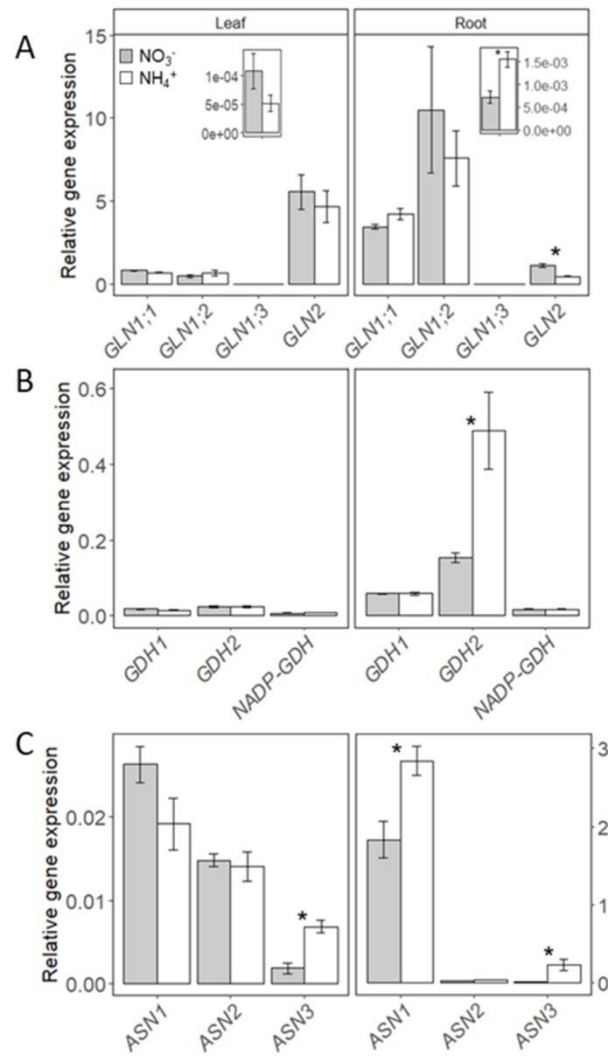 A
Leaf
Root
Relative gene expression
15
10
5
0
NO₃⁻
NH₄⁺
1e-04
5e-05
0e+00
*
1.5e-03
1.0e-03
5.0e-04
0.0e+00
*
GLN1;1
GLN1;2
GLN1;3
GLN2
GLN1;1
GLN1;2
GLN1;3
GLN2
B
Relative gene expression
0.6
0.4
0.2
0.0
*
GDH1
GDH2
NADP-GDH
GDH1
GDH2
NADP-GDH
C
Relative gene expression
0.02
0.01
0.00
*
*
*
3
2
1
0
ASN1
ASN2
ASN3
ASN1
ASN2
ASN3